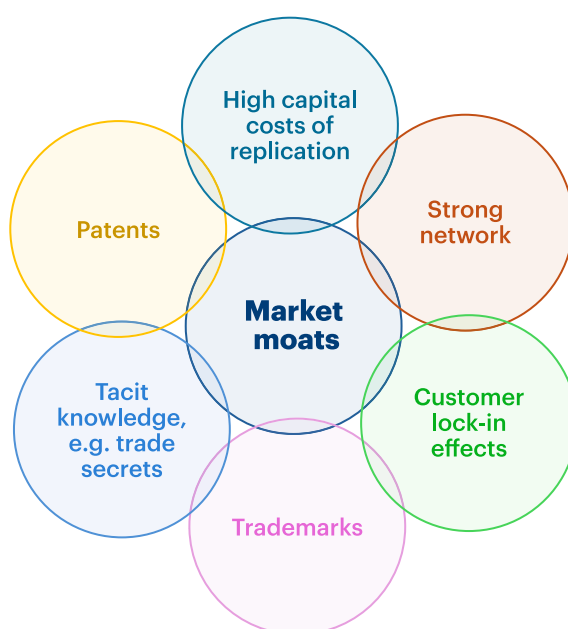 High capital
costs of
replication
Patents
Strong
network
Market
moats
Tacit
knowledge,
e.g. trade
secrets
Customer
lock-in
effects
Trademarks